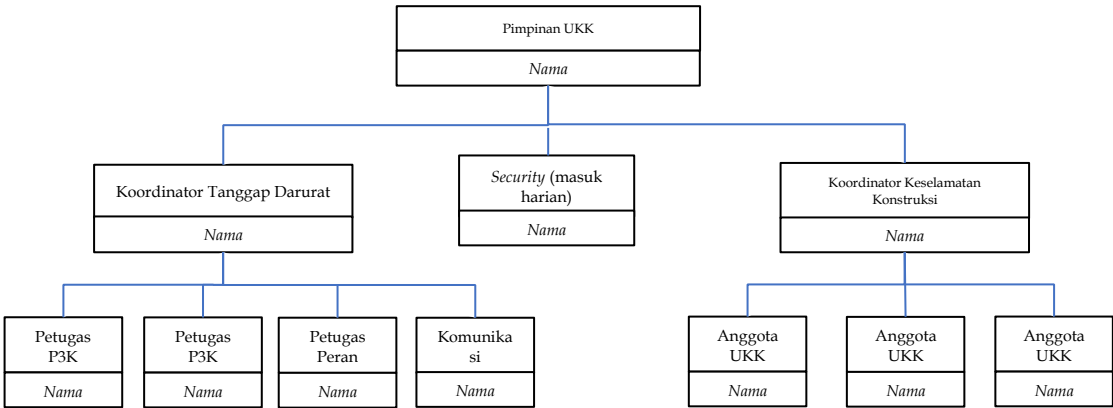 Pimpinan UKK
Nama
Koordinator Tanggap Darurat
Nama
Security (masuk
harian)
Nama
Koordinator Keselamatan
Konstruksi
Nama
Petugas
P3K
Nama
Petugas
P3K
Nama
Petugas
Peran
Nama
Komunika
si
Nama
Anggota
UKK
Nama
Anggota
UKK
Nama
Anggota
UKK
Nama